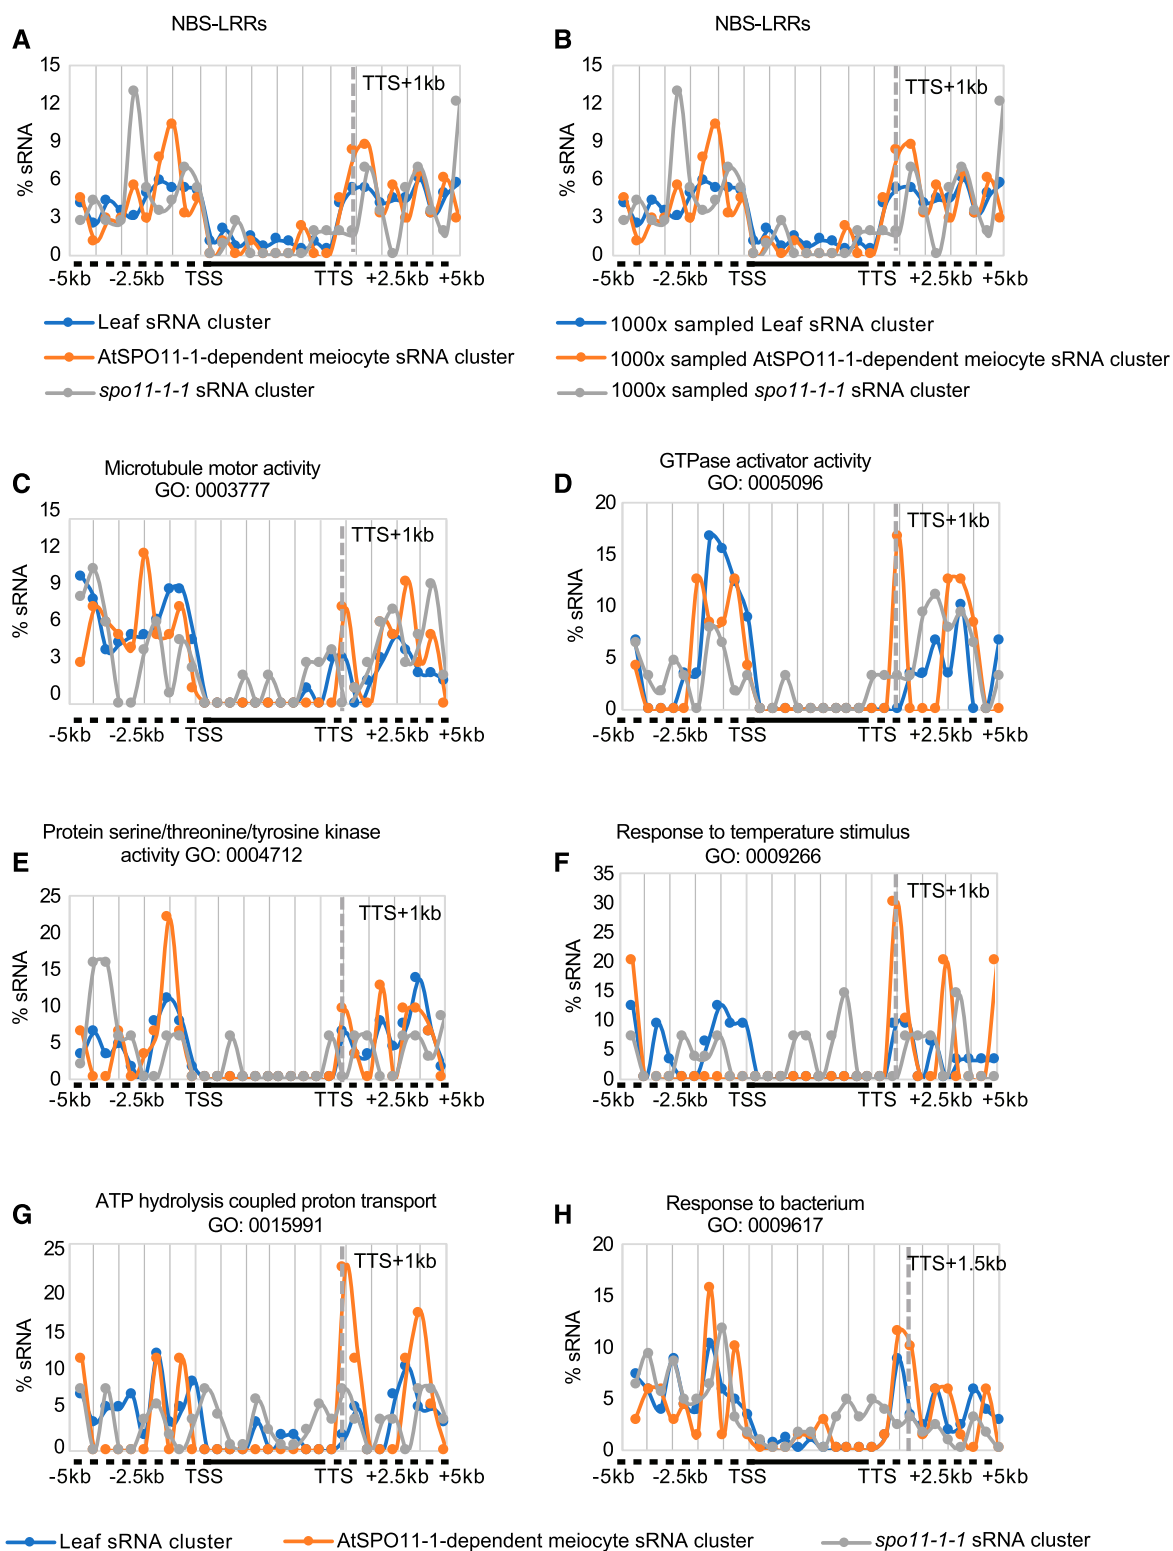 A
NBS-LRRs
15
12
9
6
3
0
% sRNA
TTS+1kb
-5kb
-2.5kb
TSS
TTS
+2.5kb
+5kb
Leaf sRNA cluster
AtSPO11-1-dependent meiocyte sRNA cluster
spo11-1-1 sRNA cluster
B
NBS-LRRs
15
12
9
6
3
0
% sRNA
TTS+1kb
-5kb
-2.5kb
TSS
TTS
+2.5kb
+5kb
1000x sampled Leaf sRNA cluster
1000x sampled AtSPO11-1-dependent meiocyte sRNA cluster
1000x sampled spo11-1-1 sRNA cluster
C
Microtubule motor activity
GO: 0003777
15
12
9
6
3
0
% sRNA
TTS+1kb
-5kb
-2.5kb
TSS
TTS
+2.5kb
+5kb
D
GTPase activator activity
GO: 0005096
20
15
10
5
0
% sRNA
TTS+1kb
-5kb
-2.5kb
TSS
TTS
+2.5kb
+5kb
E
Protein serine/threonine/tyrosine kinase
activity GO: 0004712
25
20
15
10
5
0
% sRNA
TTS+1kb
-5kb
-2.5kb
TSS
TTS
+2.5kb
+5kb
F
Response to temperature stimulus
GO: 0009266
35
30
25
20
15
10
5
0
% sRNA
TTS+1kb
-5kb
-2.5kb
TSS
TTS
+2.5kb
+5kb
G
ATP hydrolysis coupled proton transport
GO: 0015991
25
20
15
10
5
0
% sRNA
TTS+1kb
-5kb
-2.5kb
TSS
TTS
+2.5kb
+5kb
H
Response to bacterium
GO: 0009617
20
15
10
5
0
% sRNA
TTS+1.5kb
-5kb
-2.5kb
TSS
TTS
+2.5kb
+5kb
Leaf sRNA cluster
AtSPO11-1-dependent meiocyte sRNA cluster
spo11-1-1 sRNA cluster